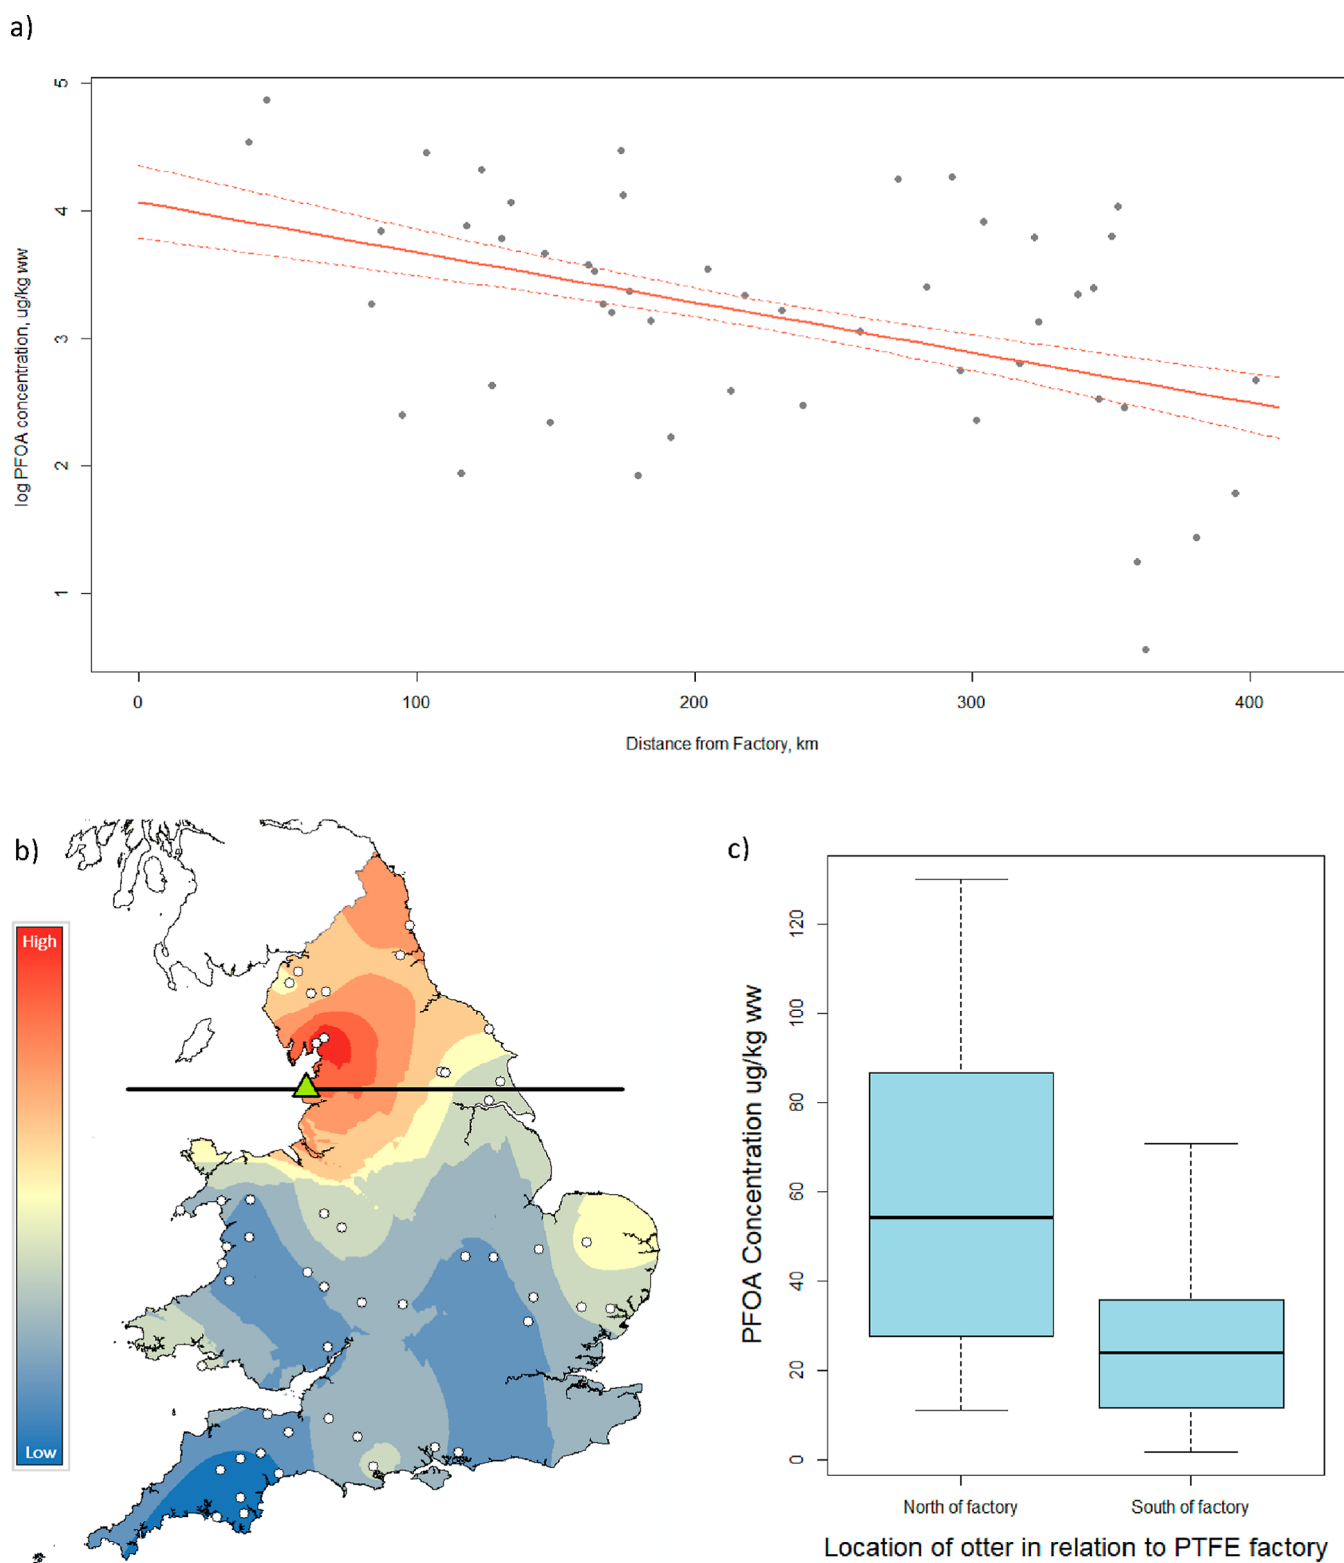 a)
5
4
3
2
1
log PFOA concentration, ug/kg ww
0 100 200 300 400
Distance from Factory, km
b)
High
Low
c)
120
100
80
60
40
20
0
PFOA Concentration ug/kg ww
North of factory South of factory
Location of otter in relation to PTFE factory